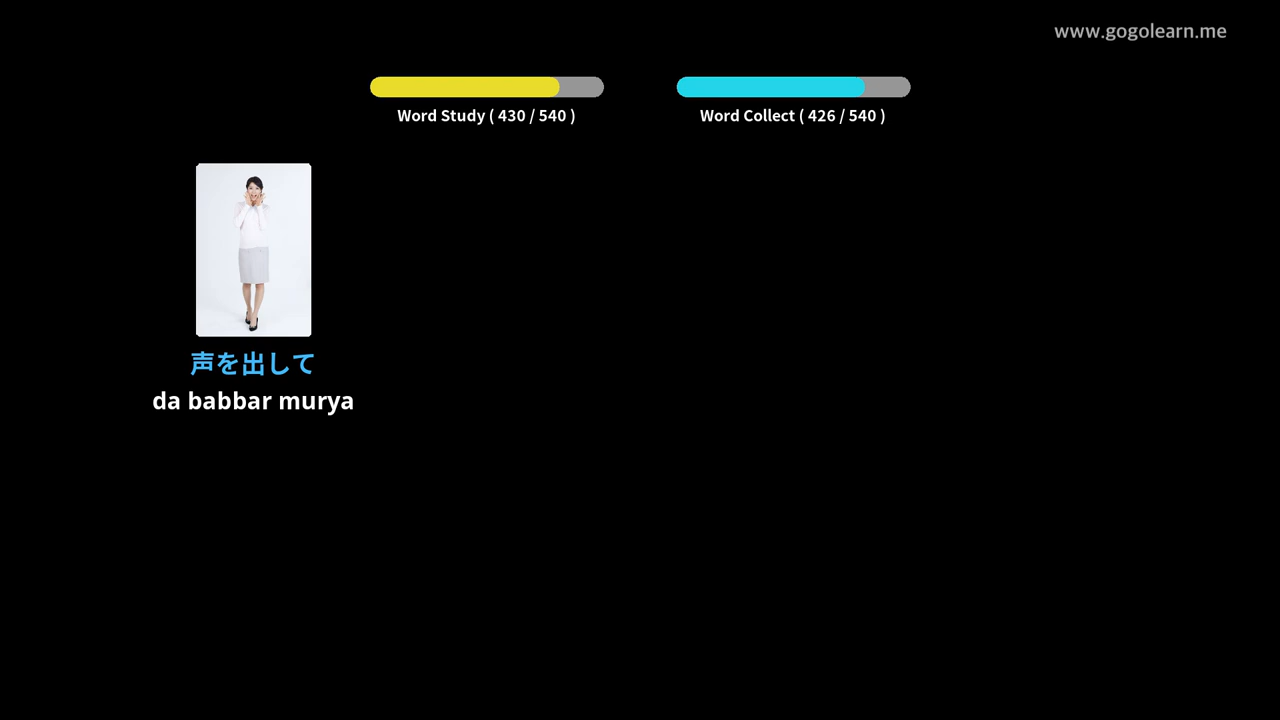 www.gogolearn.me
Word Study ( 430 / 540 )
Word Collect ( 426 / 540 )
声を出して
da babbar murya